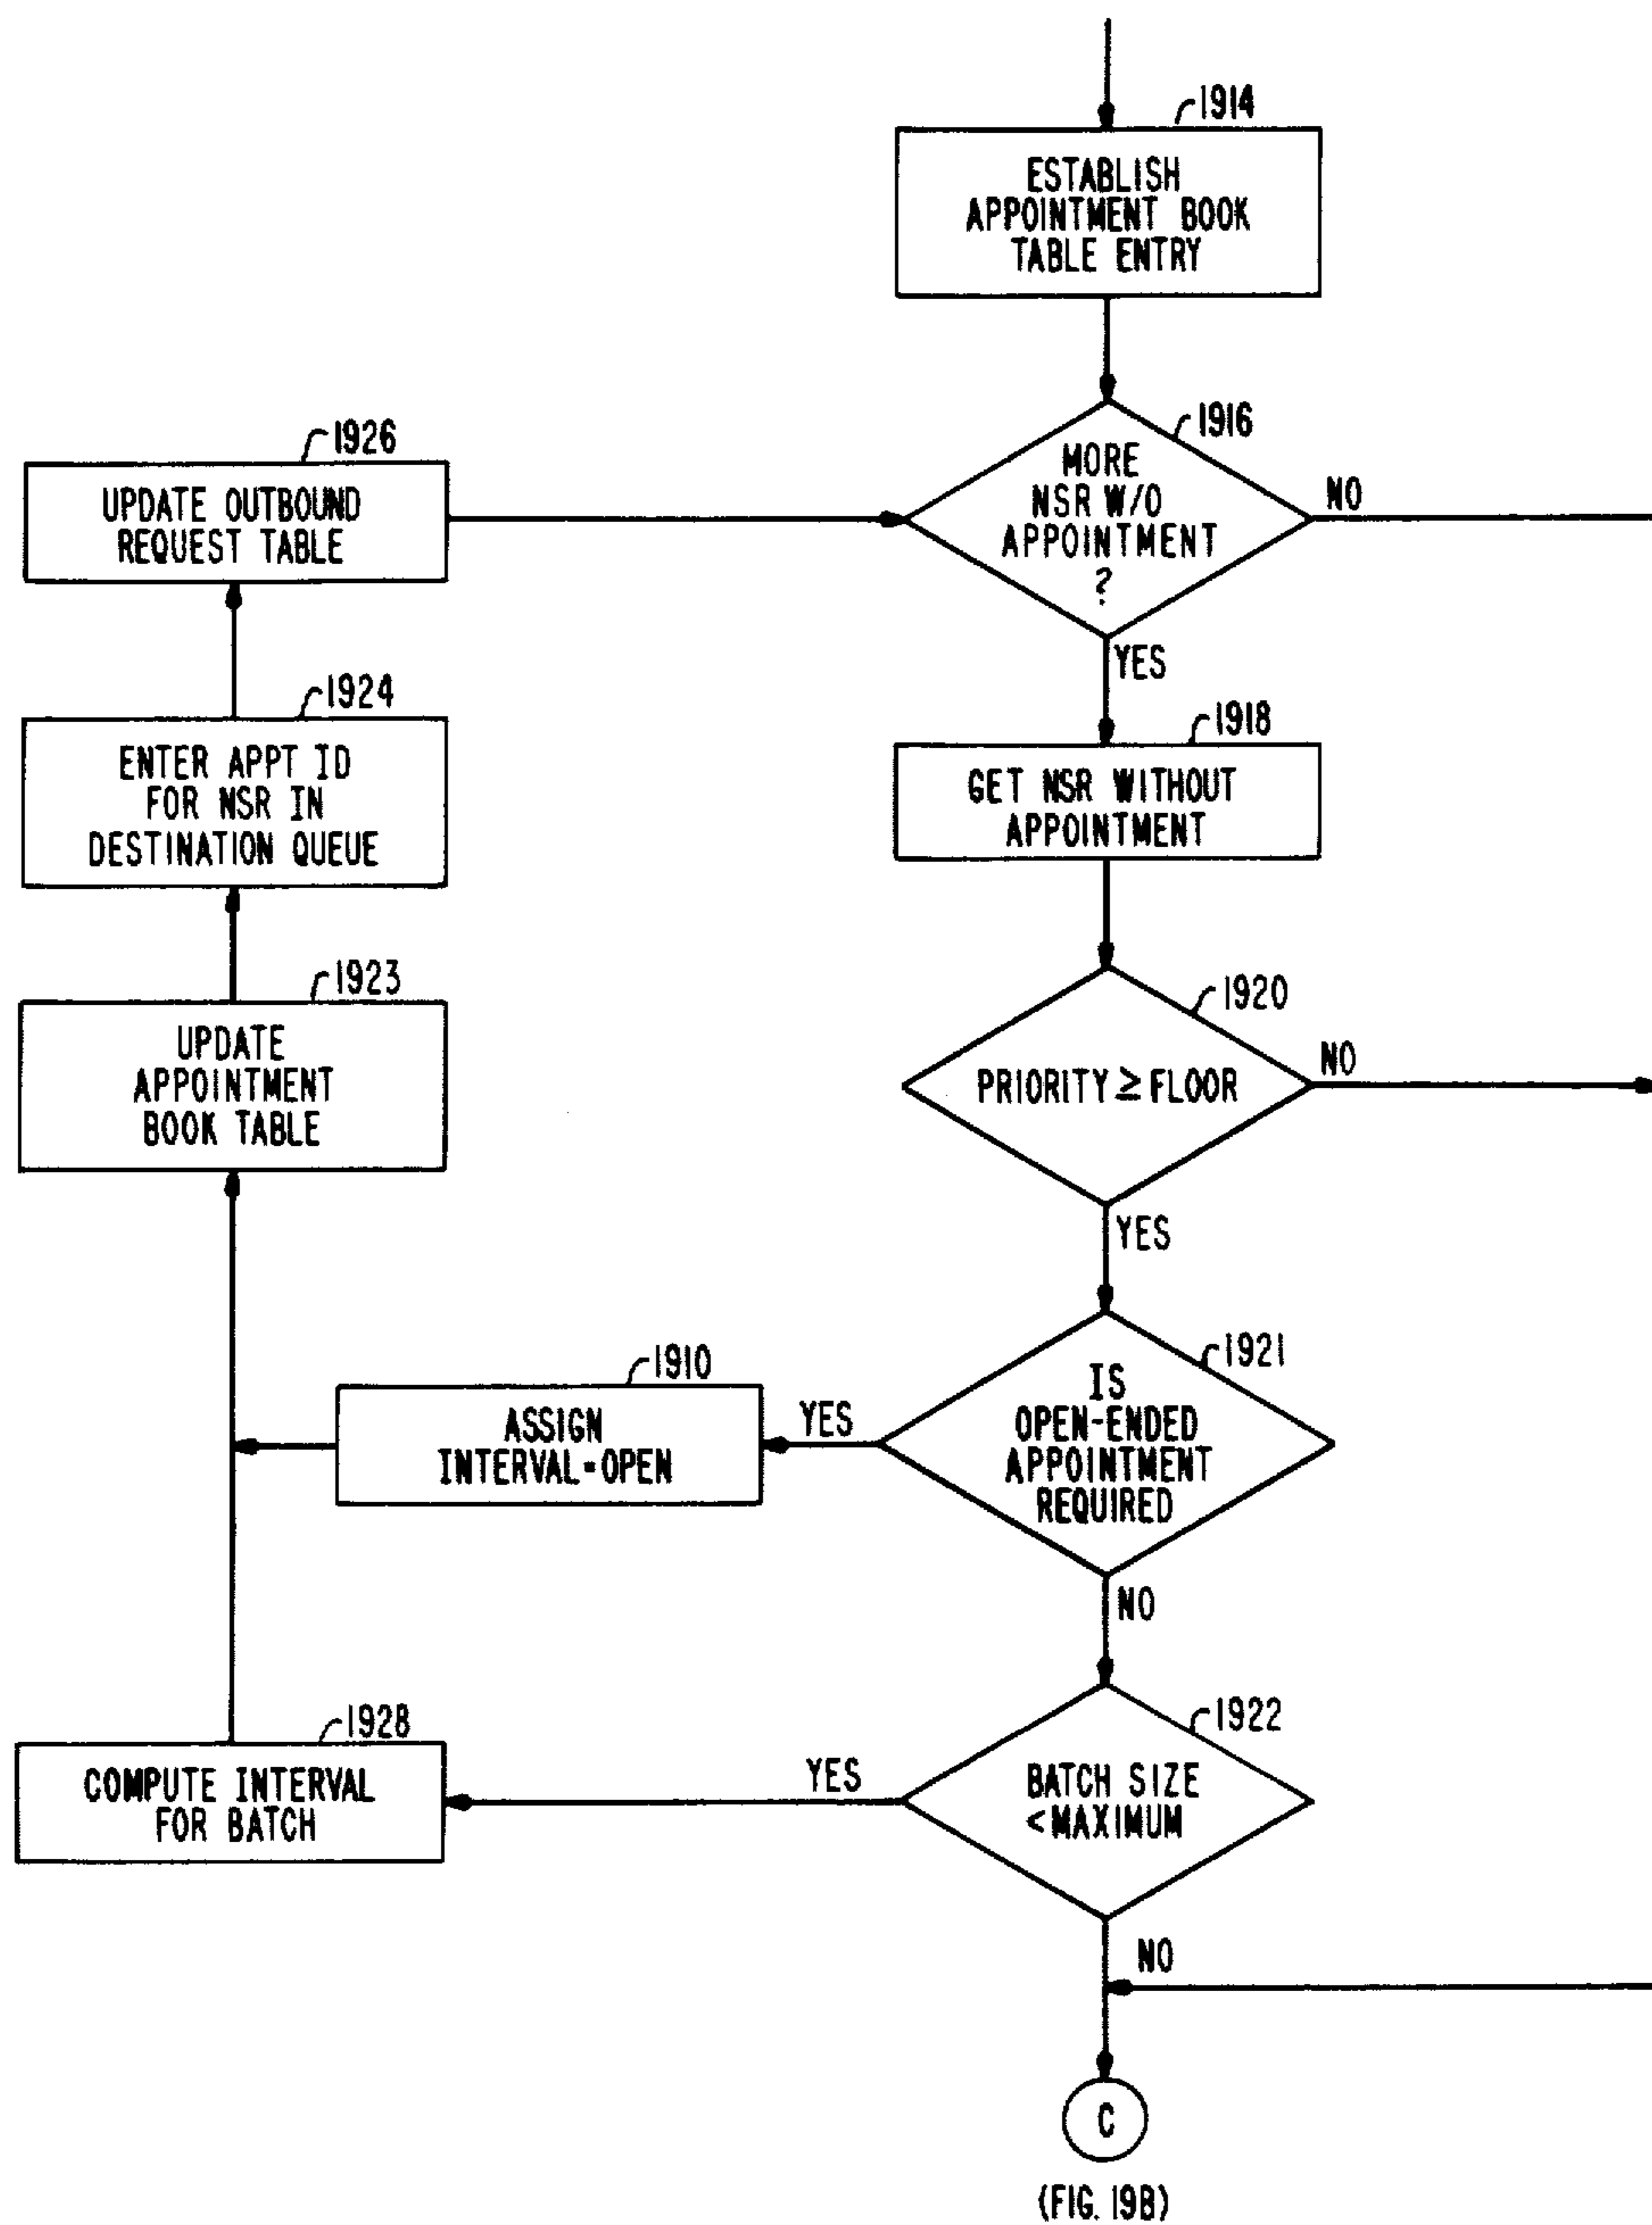 1914
ESTABLISH
APPOINTMENT BOOK
TABLE ENTRY
1916
MORE
NSR W/O
APPOINTMENT
?
NO
YES
1926
UPDATE OUTBOUND
REQUEST TABLE
1924
ENTER APPT ID
FOR NSR IN
DESTINATION QUEUE
1918
GET NSR WITHOUT
APPOINTMENT
1923
UPDATE
APPOINTMENT
BOOK TABLE
1920
PRIORITY ≥ FLOOR
NO
YES
1910
ASSIGN
INTERVAL=OPEN
YES
1921
IS
OPEN-ENDED
APPOINTMENT
REQUIRED
NO
1928
COMPUTE INTERVAL
FOR BATCH
YES
1922
BATCH SIZE
<MAXIMUM
NO
C
(FIG. 19B)